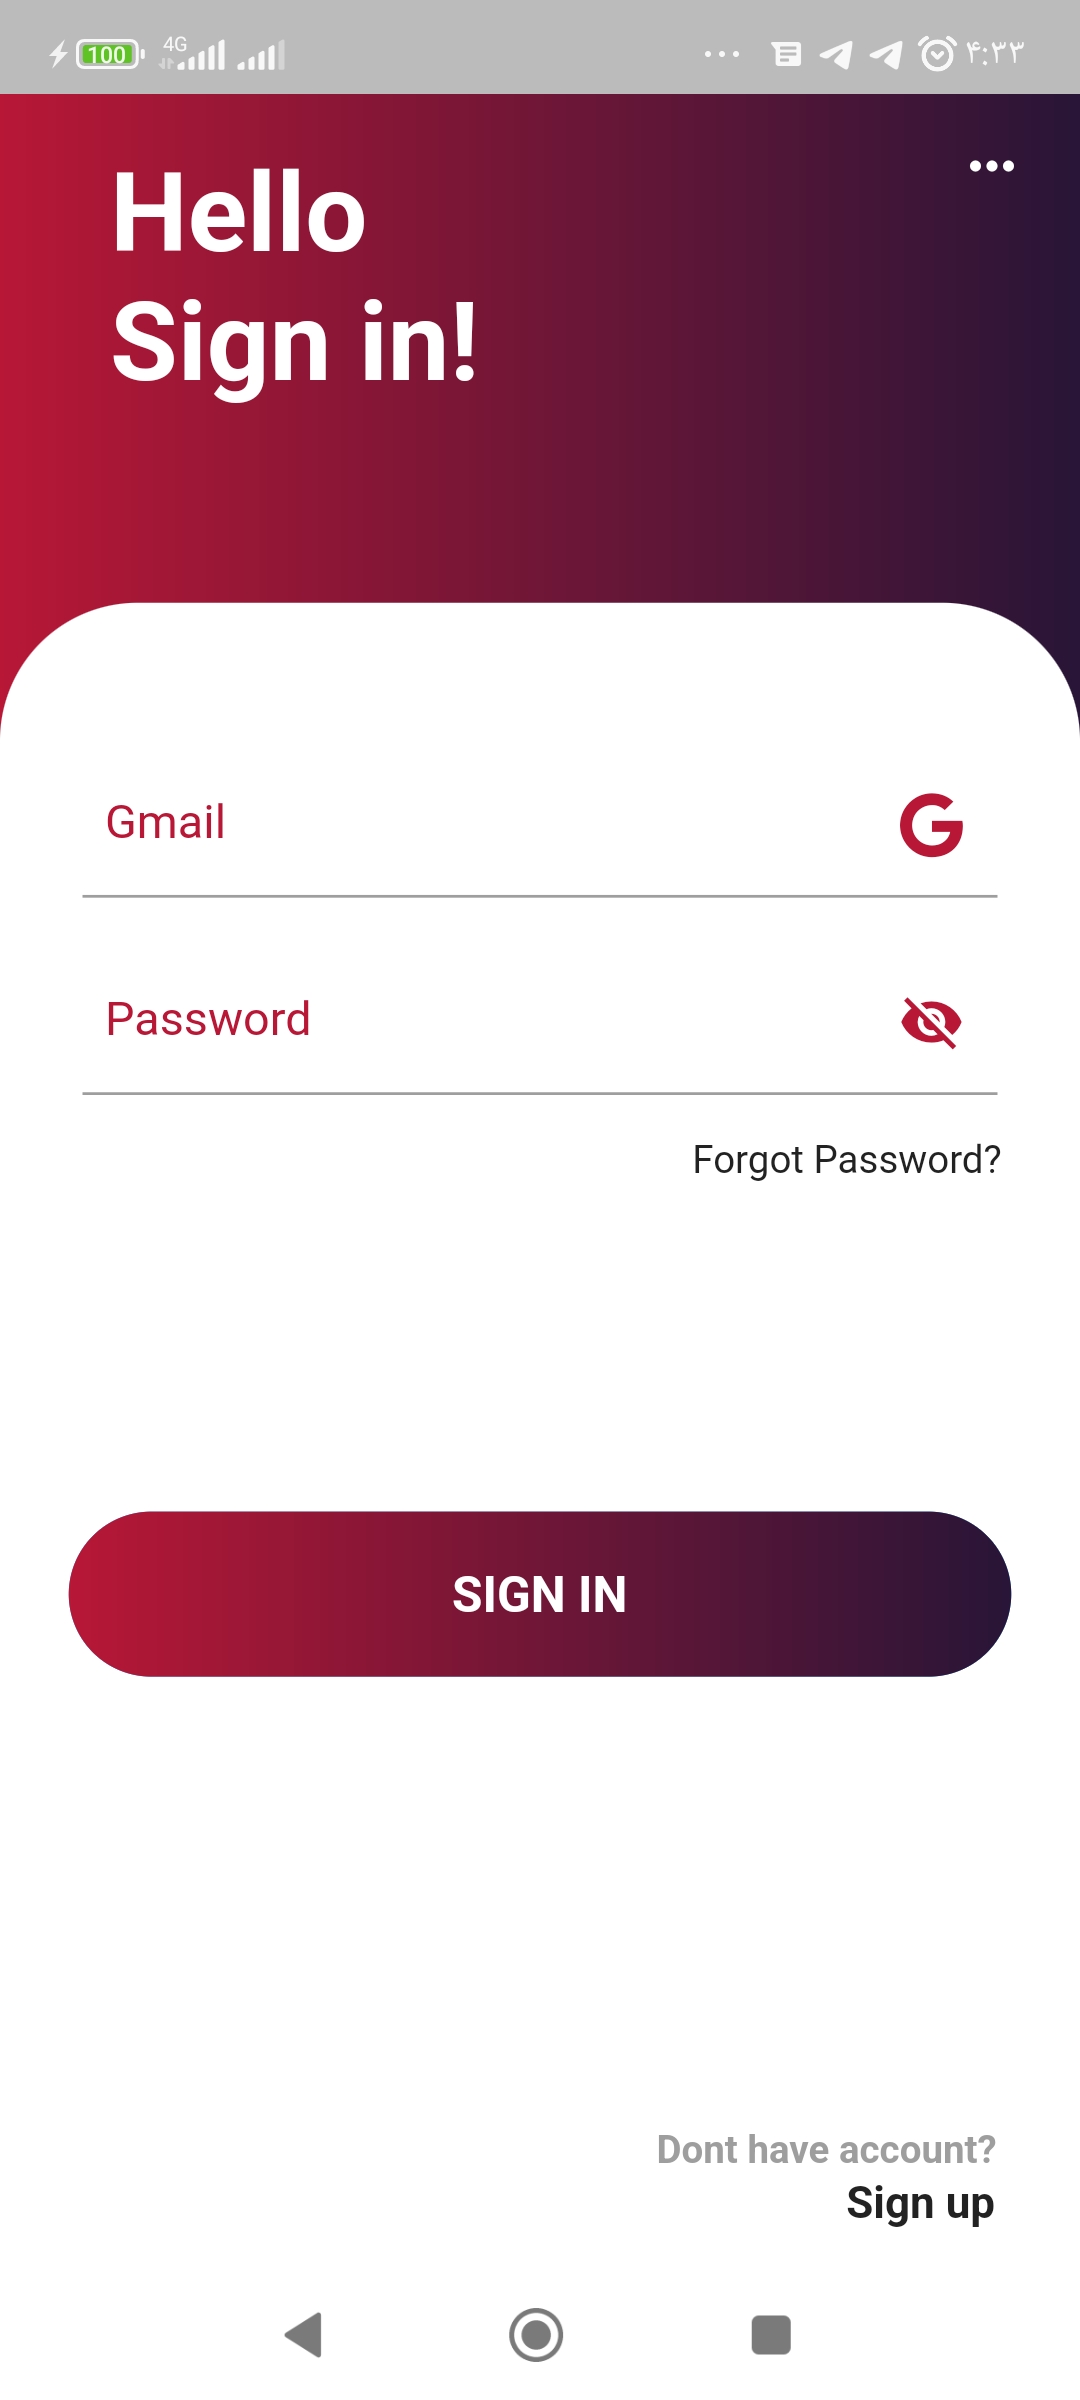 100 4G ۴:۳۳
Hello
Sign in!
Gmail
Password
Forgot Password?
SIGN IN
Dont have account?
Sign up